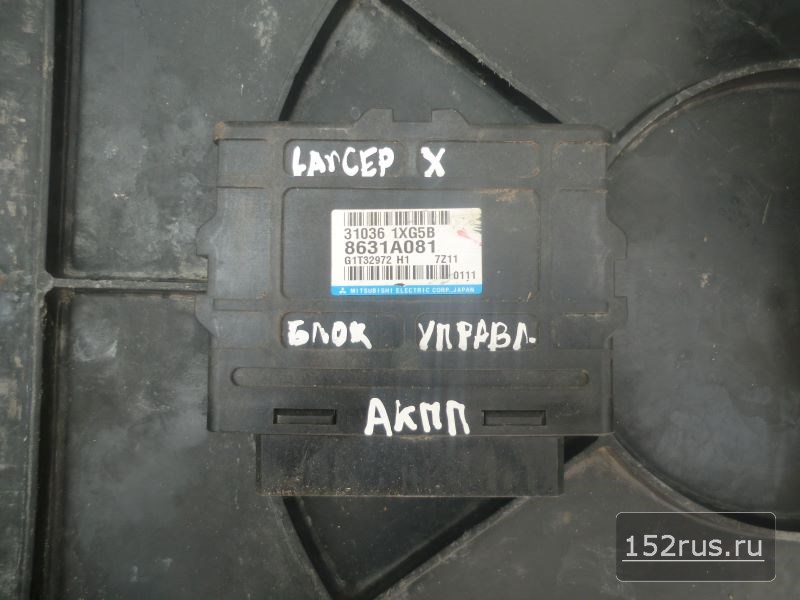 LANCEP X
31036 1XG5B
8631A081
G1T32972 H1 7Z11
0111
MITSUBISHI ELECTRIC CORP. JAPAN
БЛОК УПРАВЛ.
АКПП
152rus.ru